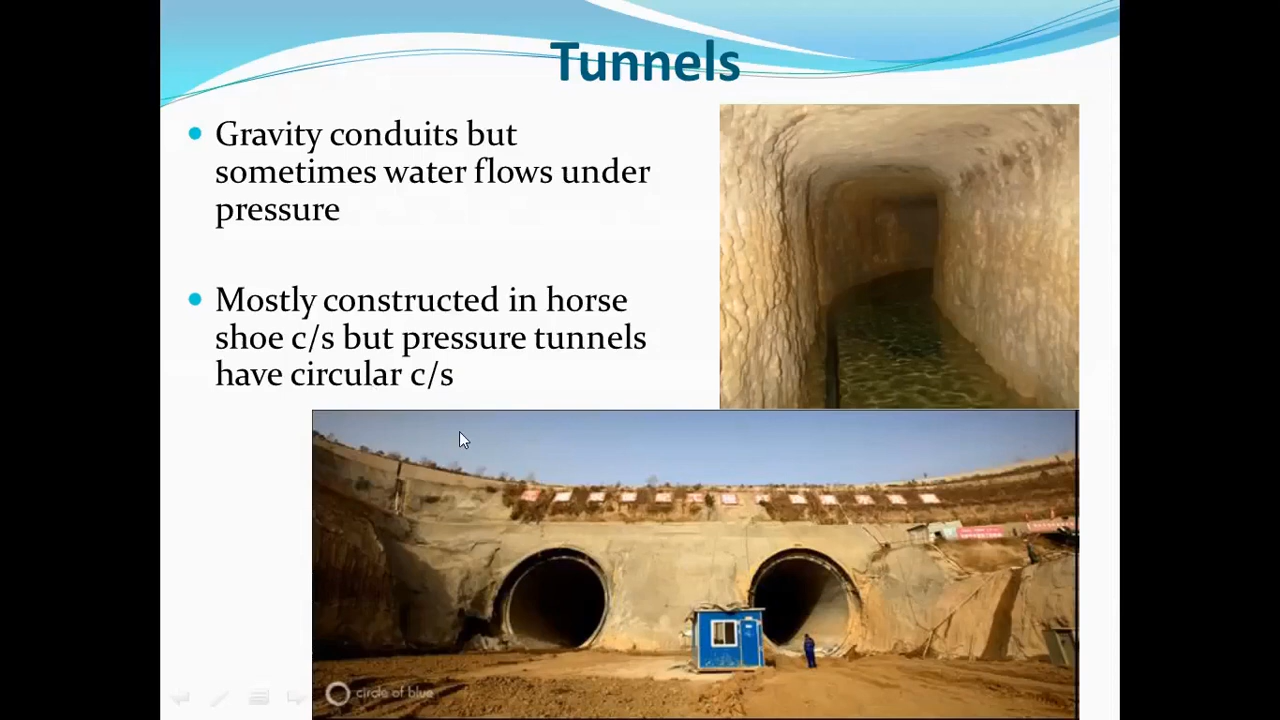 Tunnels
Gravity conduits but
sometimes water flows under
pressure
Mostly constructed in horse
shoe c/s but pressure tunnels
have circular c/s
circle of blue